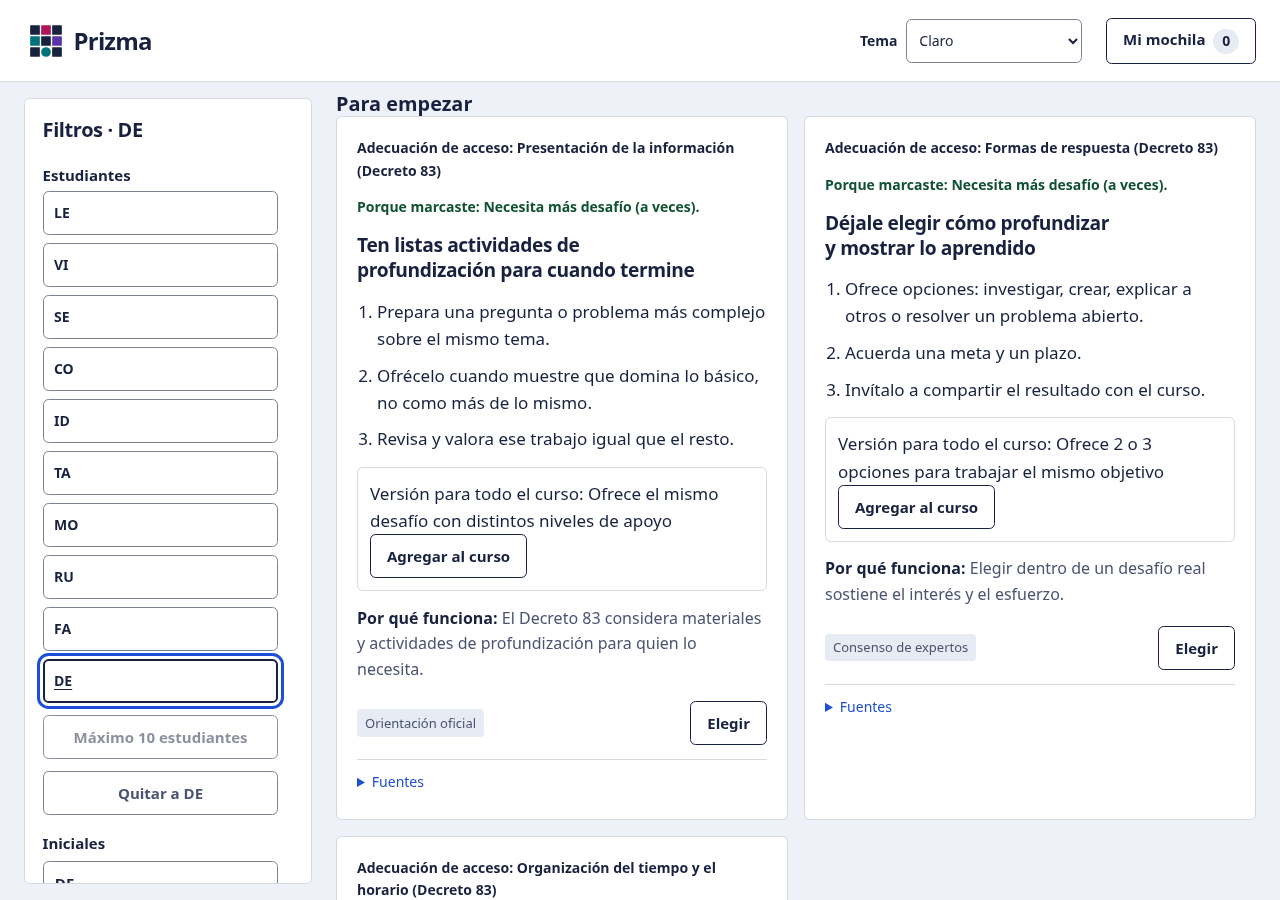 Prizma
Tema
Claro
Mi mochila 0
Filtros · DE
Estudiantes
LE
VI
SE
CO
ID
TA
MO
RU
FA
DE
Máximo 10 estudiantes
Quitar a DE
Iniciales
DE
Para empezar
Adecuación de acceso: Presentación de la información
(Decreto 83)
Porque marcaste: Necesita más desafío (a veces).
Ten listas actividades de
profundización para cuando termine
1. Prepara una pregunta o problema más complejo
sobre el mismo tema.
2. Ofrécelo cuando muestre que domina lo básico,
no como más de lo mismo.
3. Revisa y valora ese trabajo igual que el resto.
Versión para todo el curso: Ofrece el mismo
desafío con distintos niveles de apoyo
Agregar al curso
Por qué funciona: El Decreto 83 considera materiales
y actividades de profundización para quien lo
necesita.
Orientación oficial
Elegir
Fuentes
Adecuación de acceso: Formas de respuesta (Decreto 83)
Porque marcaste: Necesita más desafío (a veces).
Déjale elegir cómo profundizar
y mostrar lo aprendido
1. Ofrece opciones: investigar, crear, explicar a
otros o resolver un problema abierto.
2. Acuerda una meta y un plazo.
3. Invítalo a compartir el resultado con el curso.
Versión para todo el curso: Ofrece 2 o 3
opciones para trabajar el mismo objetivo
Agregar al curso
Por qué funciona: Elegir dentro de un desafío real
sostiene el interés y el esfuerzo.
Consenso de expertos
Elegir
Fuentes
Adecuación de acceso: Organización del tiempo y el
horario (Decreto 83)